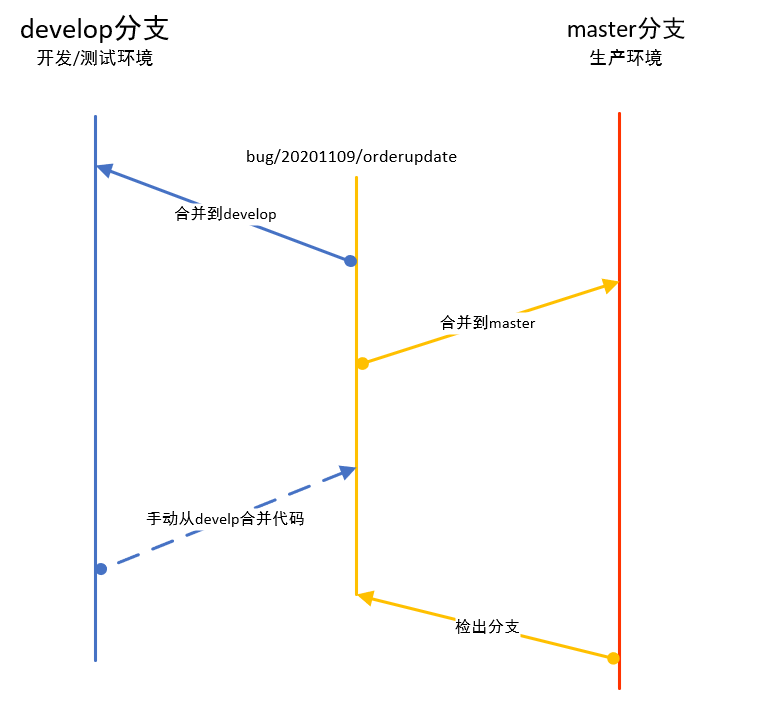 develop分支
开发/测试环境
master分支
生产环境
bug/20201109/orderupdate
合并到develop
合并到master
手动从develp合并代码
检出分支